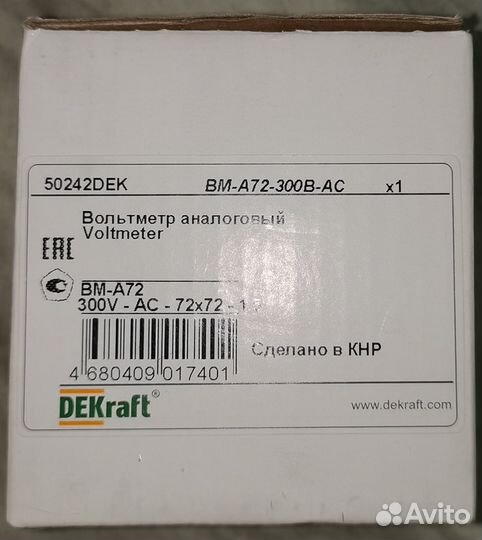 50242DEK BM-A72-300B-AC x1
Вольтметр аналоговый
Voltmeter
EAC
BM-A72
300V - AC - 72x72 -
4 680409 017401
Сделано в КНР
DEKraft®
www.dekraft.com
Avito